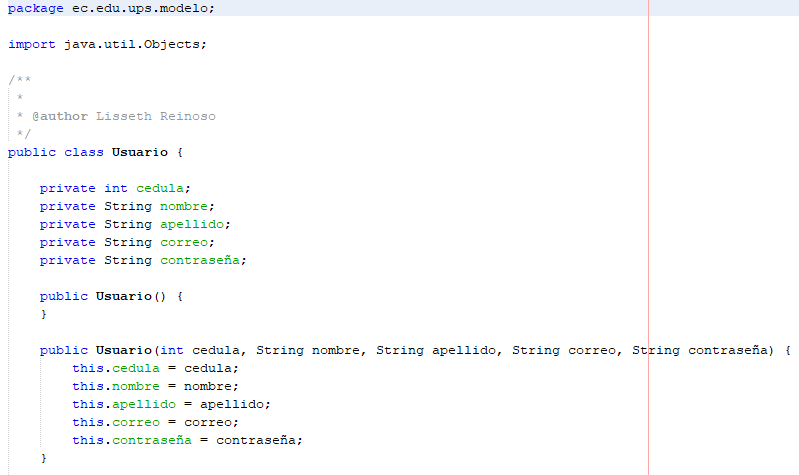 package ec.edu.ups.modelo;
import java.util.Objects;
/**
*
* @author Lisseth Reinoso
*/
public class Usuario {
private int cedula;
private String nombre;
private String apellido;
private String correo;
private String contraseña;
public Usuario() {
}
public Usuario(int cedula, String nombre, String apellido, String correo, String contraseña) {
this.cedula = cedula;
this.nombre = nombre;
this.apellido = apellido;
this.correo = correo;
this.contraseña = contraseña;
}